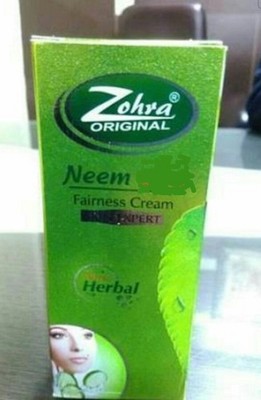 Zohra®
ORIGINAL
Neem
Fairness Cream
EXPERT
Herbal